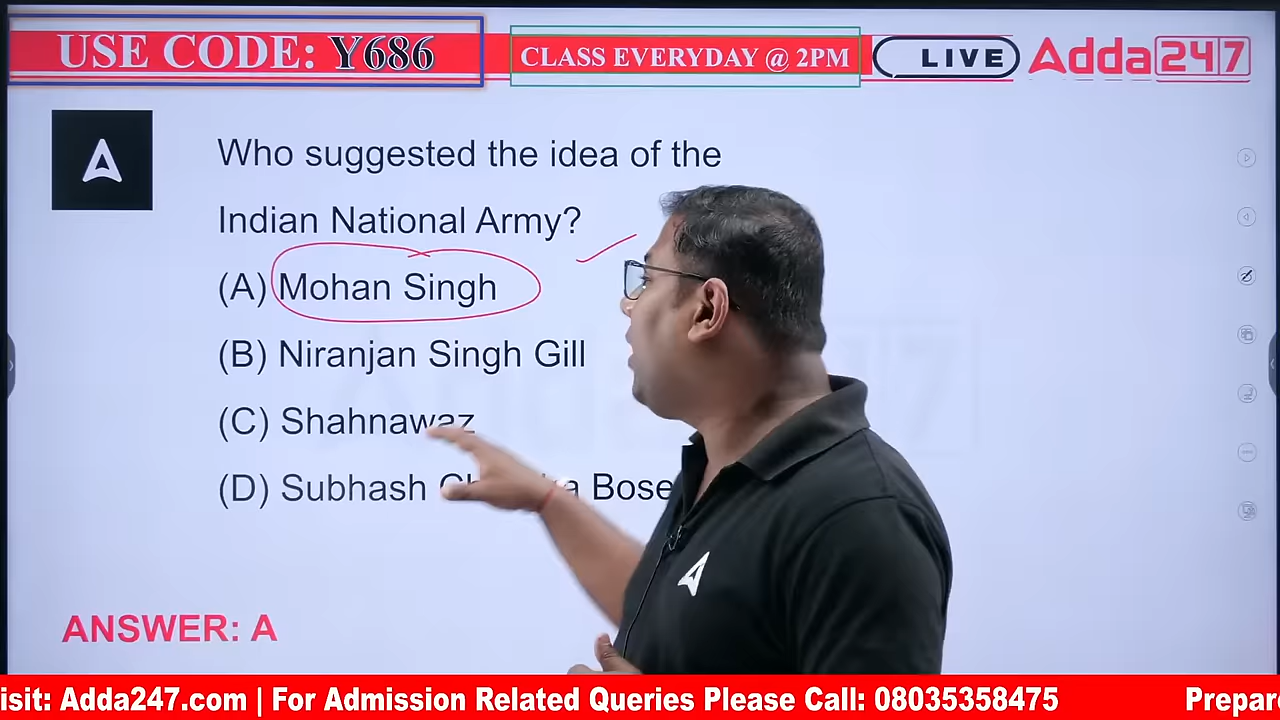 USE CODE: Y686
CLASS EVERYDAY @ 2PM
LIVE
Adda247
Who suggested the idea of the
Indian National Army?
(A) Mohan Singh
(B) Niranjan Singh Gill
(C) Shahnawaz
(D) Subhash Bose
ANSWER: A
isit: Adda247.com | For Admission Related Queries Please Call: 08035358475 Prepar